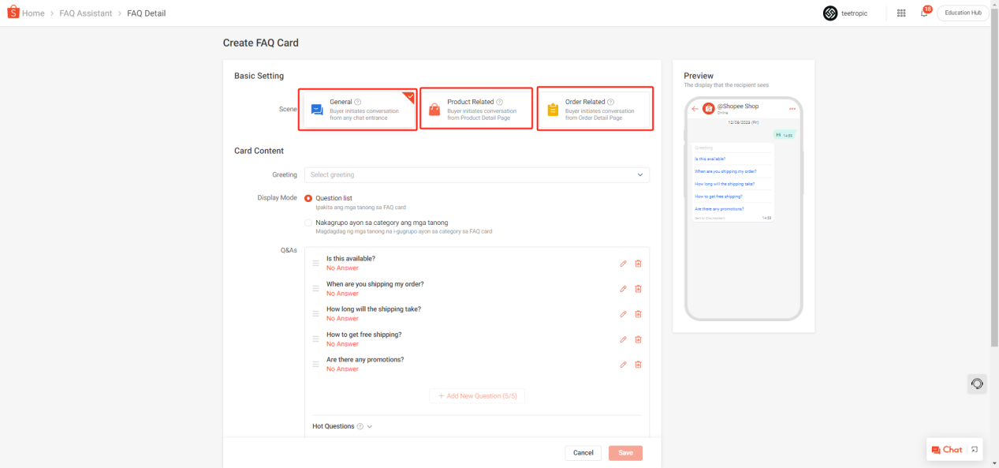 Home > FAQ Assistant > FAQ Detail
teetropic
18
Education Hub
Create FAQ Card
Basic Setting
Scene
General
Buyer initiates conversation
from any chat entrance
Product Related
Buyer initiates conversation
from Product Detail Page
Order Related
Buyer initiates conversation
from Order Detail Page
Card Content
Greeting
Select greeting
Display Mode
Question list
Ipakita ang mga tanong sa FAQ card
Nakagrupo ayon sa category ang mga tanong
Magdagdag ng mga tanong na i-gugrupo ayon sa category sa FAQ card
Q&As
Is this available?
No Answer
When are you shipping my order?
No Answer
How long will the shipping take?
No Answer
How to get free shipping?
No Answer
Are there any promotions?
No Answer
+ Add New Question (5/5)
Hot Questions
Cancel
Save
Preview
The display that the recipient sees
@Shopee Shop
Online
Hi 14:53
Greeting
Is this available?
When are you shipping my order?
How long will the shipping take?
How to get free shipping?
Are there any promotions?
14:53
Chat